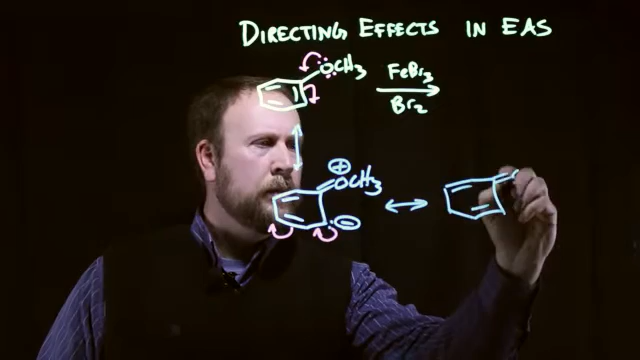 DIRECTING EFFECTS IN EAS
OCH3
FeBr3
Br2
⊕
OCH3
⊖